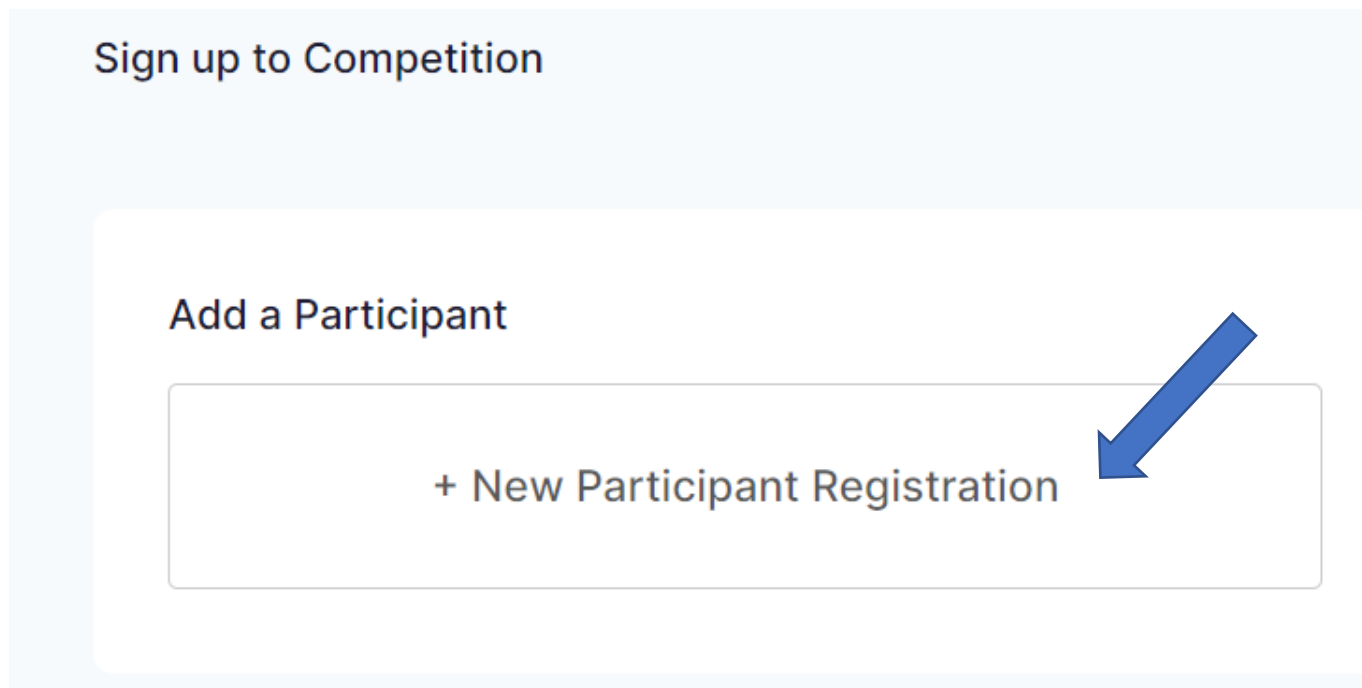 Sign up to Competition
Add a Participant
+ New Participant Registration